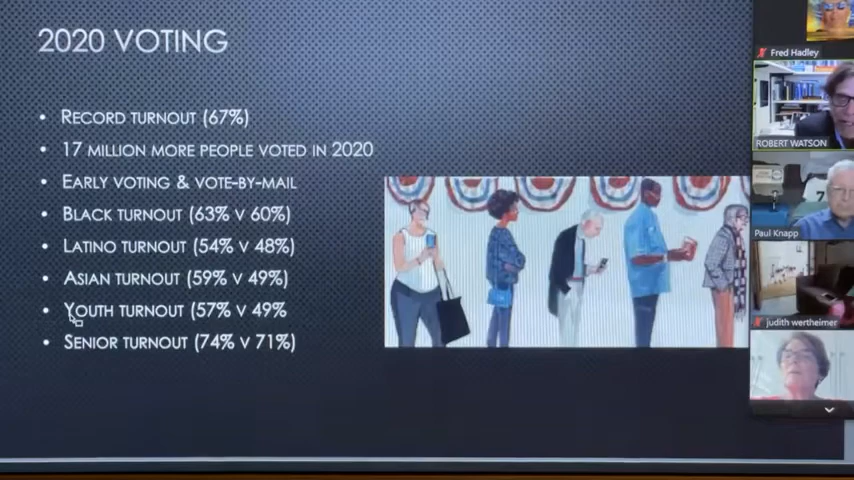 2020 VOTING
• RECORD TURNOUT (67%)
• 17 MILLION MORE PEOPLE VOTED IN 2020
• EARLY VOTING & VOTE-BY-MAIL
• BLACK TURNOUT (63% V 60%)
• LATINO TURNOUT (54% V 48%)
• ASIAN TURNOUT (59% V 49%)
• YOUTH TURNOUT (57% V 49%
• SENIOR TURNOUT (74% V 71%)
Fred Hadley
ROBERT WATSON
7
Paul Knapp
judith wertheimer